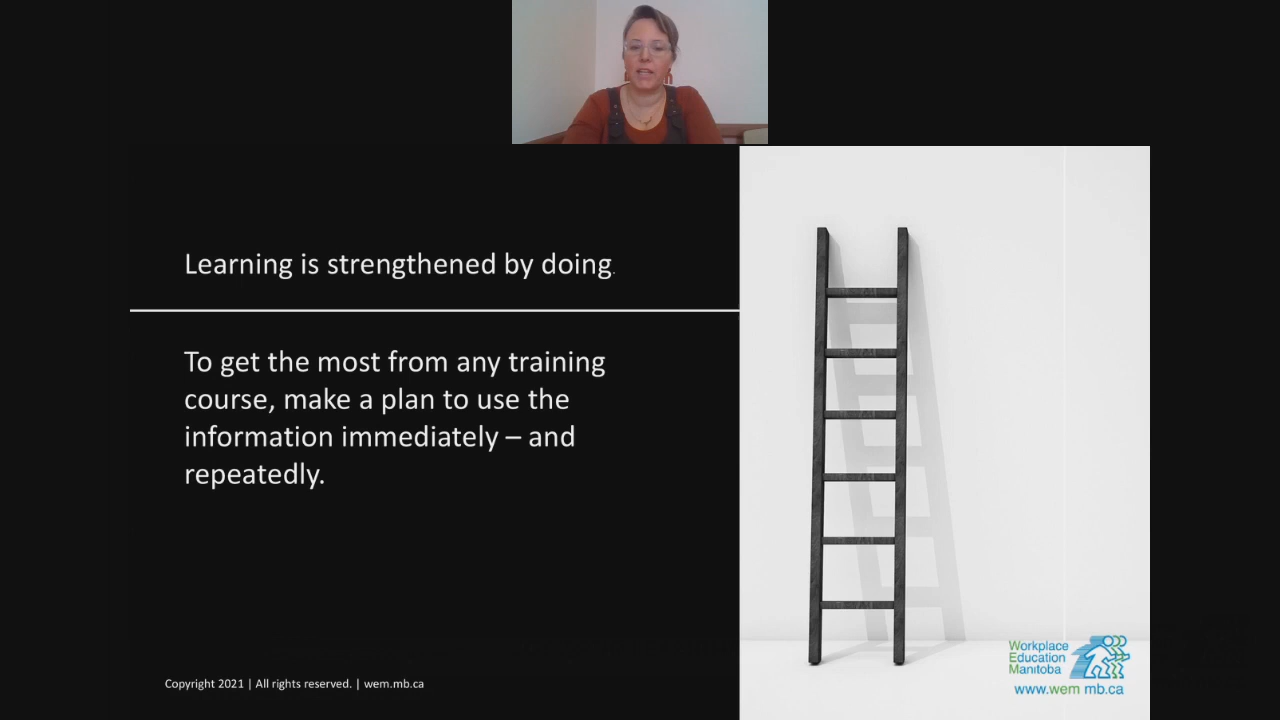 Learning is strengthened by doing.
To get the most from any training
course, make a plan to use the
information immediately – and
repeatedly.
Copyright 2021 | All rights reserved. | wem.mb.ca
Workplace
Education
Manitoba
www.wem mb.ca